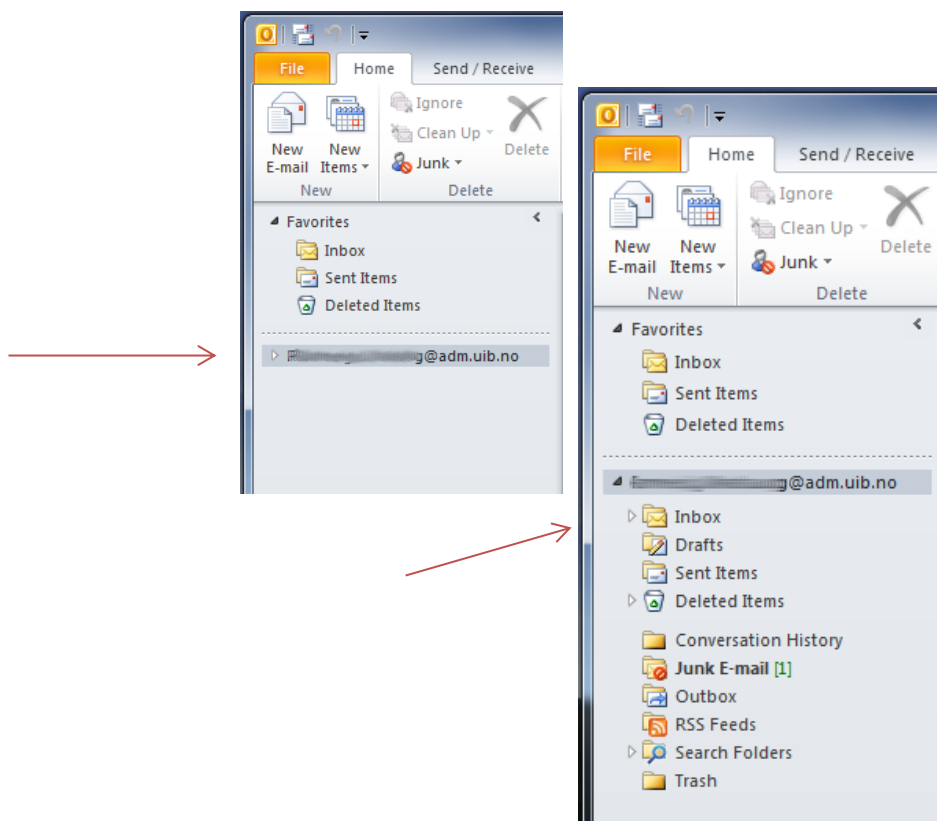 File Home Send / Receive
Ignore
Clean Up
New New Delete
E-mail Items Junk
New Delete
Favorites
Inbox
Sent Items
Deleted Items
g@adm.uib.no
File Home Send / Receive
Ignore
Clean Up
New New Delete
E-mail Items Junk
New Delete
Favorites
Inbox
Sent Items
Deleted Items
@adm.uib.no
Inbox
Drafts
Sent Items
Deleted Items
Conversation History
Junk E-mail [1]
Outbox
RSS Feeds
Search Folders
Trash